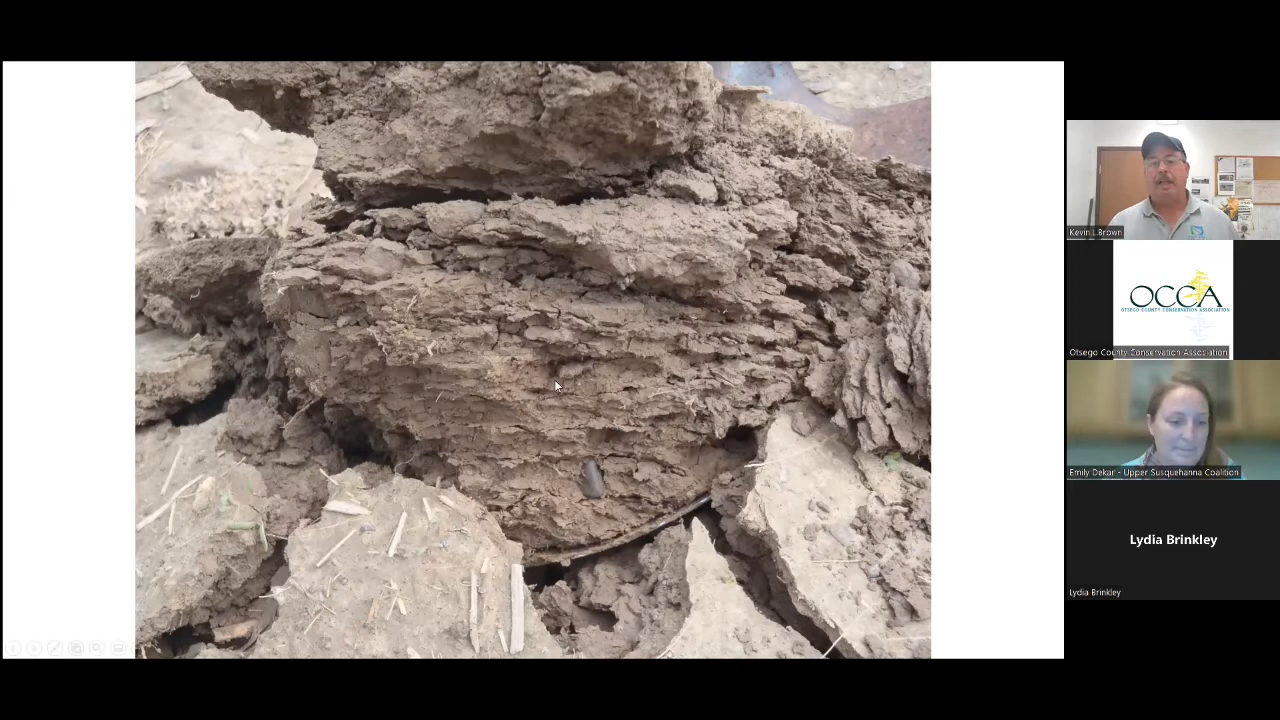 Kevin L Brown
OCCA
OTSEGO COUNTY CONSERVATION ASSOCIATION
Otsego County Conservation Association
Emily Dekar - Upper Susquehanna Coalition
Lydia Brinkley
Lydia Brinkley